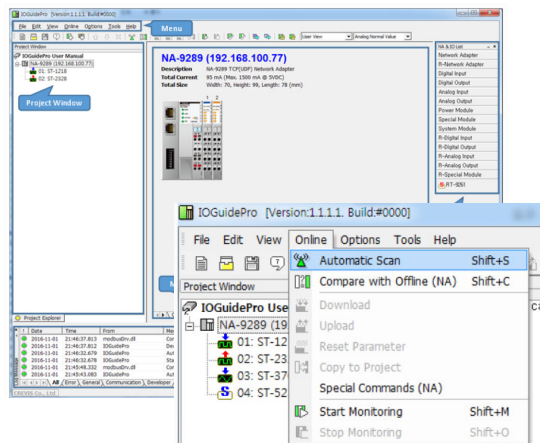 IOGuidePro [Version:1.1.1.1. Build:#0000]
File Edit View Online Options Tools Help
Menu
User View
Analog Normal Value
Project Window
IOGuidePro User Manual
NA-9289 (192.168.100.77)
01: ST-1218
02: ST-2328
Project Window
NA-9289 (192.168.100.77)
Description NA-9289 TCP(UDP) Network Adapter
Total Current 95 mA (Max. 1500 mA @ 5VDC)
Total Size Width: 70, Height: 99, Length: 78 (mm)
1 2
NA & IO List
Network Adapter
R-Network Adapter
Digital Input
Digital Output
Analog Input
Analog Output
Power Module
Special Module
System Module
R-Digital Input
R-Digital Output
R-Analog Input
R-Analog Output
R-Special Module
Project Explorer
! Date Time From Me
2016-11-01 21:46:37.813 modbusDrv.dll Cor
2016-11-01 21:46:37.812 IOGuidePro Dev
2016-11-01 21:46:32.679 IOGuidePro Aut
2016-11-01 21:46:32.678 IOGuidePro Sta
2016-11-01 21:45:48.332 modbusDrv.dll Cor
2016-11-01 21:45:43.083 IOGuidePro Aut
All Error General Communication Developer
CREVIS Co., Ltd
IOGuidePro [Version:1.1.1.1. Build:#0000]
File Edit View Online Options Tools Help
Project Window
IOGuidePro Use
NA-9289 (19
01: ST-12
02: ST-23
03: ST-37
04: ST-52
Automatic Scan Shift+S
Compare with Offline (NA) Shift+C
Download
Upload
Reset Parameter
Copy to Project
Special Commands (NA)
Start Monitoring Shift+M
Stop Monitoring Shift+O